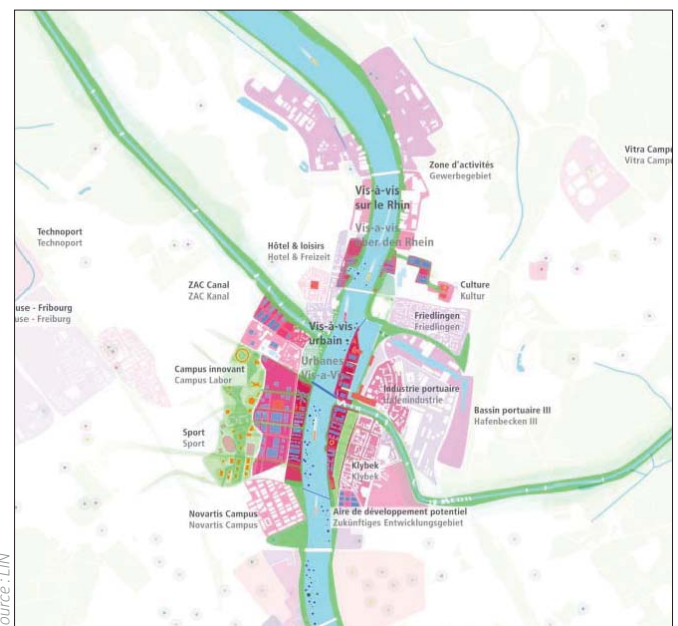 Vitra Camp
Vitra Camp
Zone d'activités
Gewerbegebiet
Vis-à-vis
sur le Rhin
Vis-a-vis
über den Rhein
Technoport
Technoport
Hôtel & loisirs
Hotel & Freizeit
ZAC Canal
ZAC Kanal
Culture
Kultur
use - Fribourg
use - Freiburg
Friedlingen
Friedlingen
Vis-à-vis
urbain
Urbanes
Vis-a-Vis
Campus innovant
Campus Labor
Industrie portuaire
Hafenindustrie
Bassin portuaire III
Hafenbecken III
Sport
Sport
Klybek
Klybek
Novartis Campus
Novartis Campus
Aire de développement potentiel
Zukünftiges Entwicklungsgebiet
ource : LIN